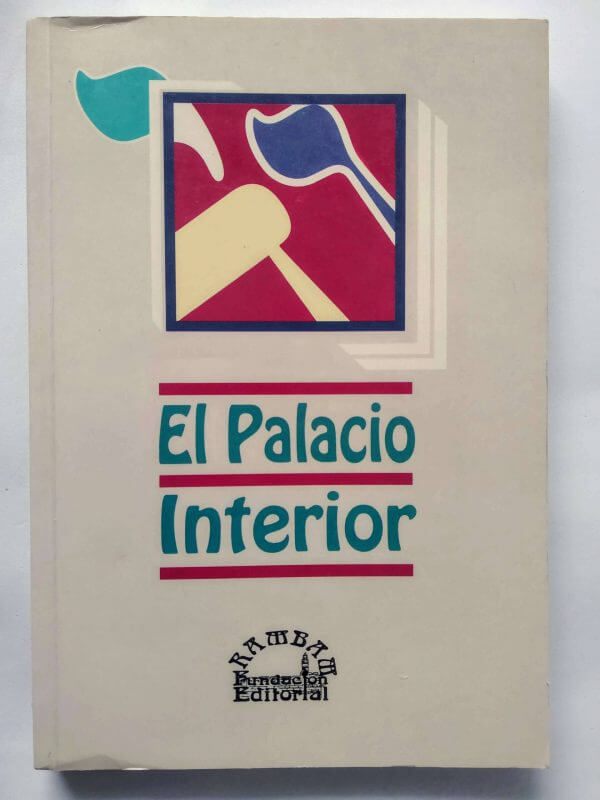 El Palacio
Interior
RAMBAM
Fundación
Editorial